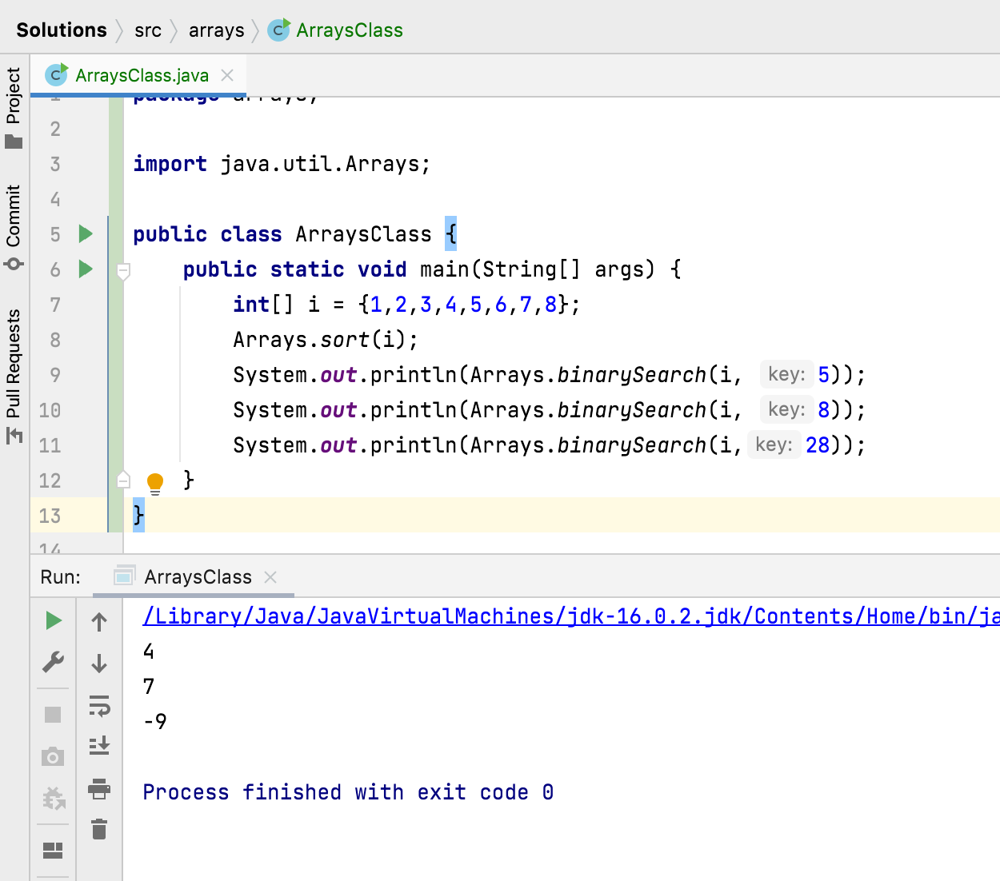 Solutions src arrays ArraysClass
Project
Commit
Pull Requests
ArraysClass.java
1 package arrays;
2
3 import java.util.Arrays;
4
5 public class ArraysClass {
6 public static void main(String[] args) {
7 int[] i = {1,2,3,4,5,6,7,8};
8 Arrays.sort(i);
9 System.out.println(Arrays.binarySearch(i, key: 5));
10 System.out.println(Arrays.binarySearch(i, key: 8));
11 System.out.println(Arrays.binarySearch(i, key: 28));
12 }
13 }
14
Run: ArraysClass
/Library/Java/JavaVirtualMachines/jdk-16.0.2.jdk/Contents/Home/bin/ja
4
7
-9
Process finished with exit code 0